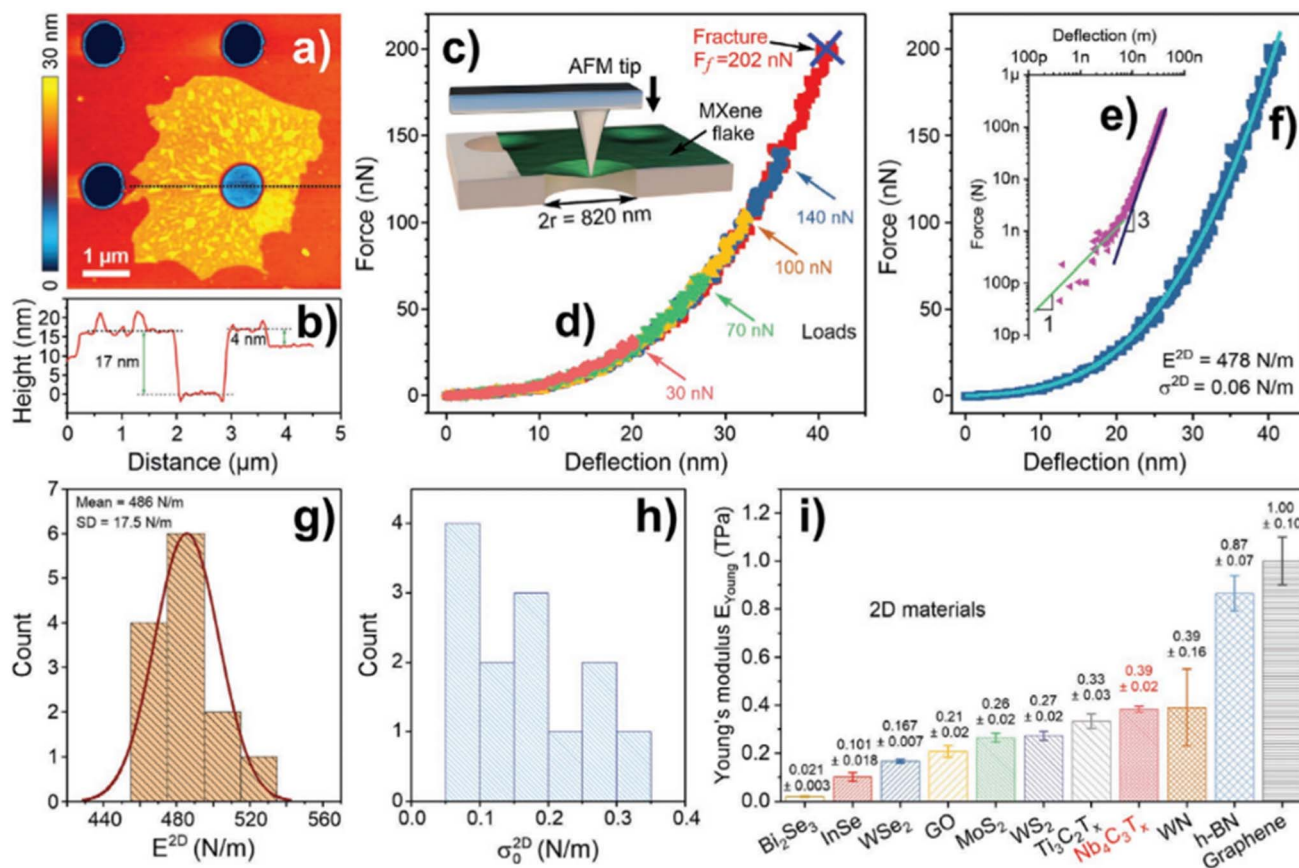 a)
30 nm
0
1 µm
b)
Height (nm)
20
15
10
5
0
17 nm
4 nm
0
1
2
3
4
5
Distance (µm)
c)
AFM tip
MXene
flake
2r = 820 nm
Fracture
F_f=202 nN
d)
140 nN
100 nN
70 nN
Loads
30 nN
Force (nN)
200
150
100
50
0
0
10
20
30
40
Deflection (nm)
Deflection (m)
100p
1n
10n
100n
1µ
100n
10n
1n
100p
10p
Force (N)
e)
3
1
f)
E²ᴰ = 478 N/m
σ²ᴰ = 0.06 N/m
Force (nN)
200
150
100
50
0
0
10
20
30
40
Deflection (nm)
g)
Mean = 486 N/m
SD = 17.5 N/m
Count
7
6
5
4
3
2
1
0
440
480
520
560
E²ᴰ (N/m)
h)
Count
4
3
2
1
0
0.0
0.1
0.2
0.3
0.4
σ₀²ᴰ (N/m)
i)
Young's modulus E_Young (TPa)
1.2
1.0
0.8
0.6
0.4
0.2
0.0
2D materials
0.021
± 0.003
0.101
± 0.018
0.167
± 0.007
0.21
± 0.02
0.26
± 0.02
0.27
± 0.02
0.33
± 0.03
0.39
± 0.02
0.39
± 0.16
0.87
± 0.07
1.00
± 0.10
Bi₂Se₃
InSe
WSe₂
GO
MoS₂
WS₂
Ti₃C₂Tₓ
Nb₄C₃Tₓ
WN
h-BN
Graphene